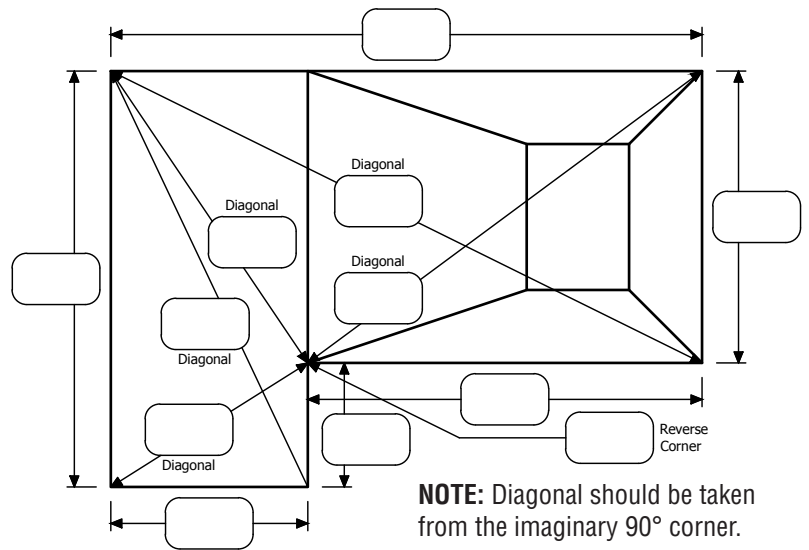 Diagonal
Diagonal
Diagonal
Diagonal
Diagonal
Reverse
Corner
NOTE: Diagonal should be taken
from the imaginary 90° corner.